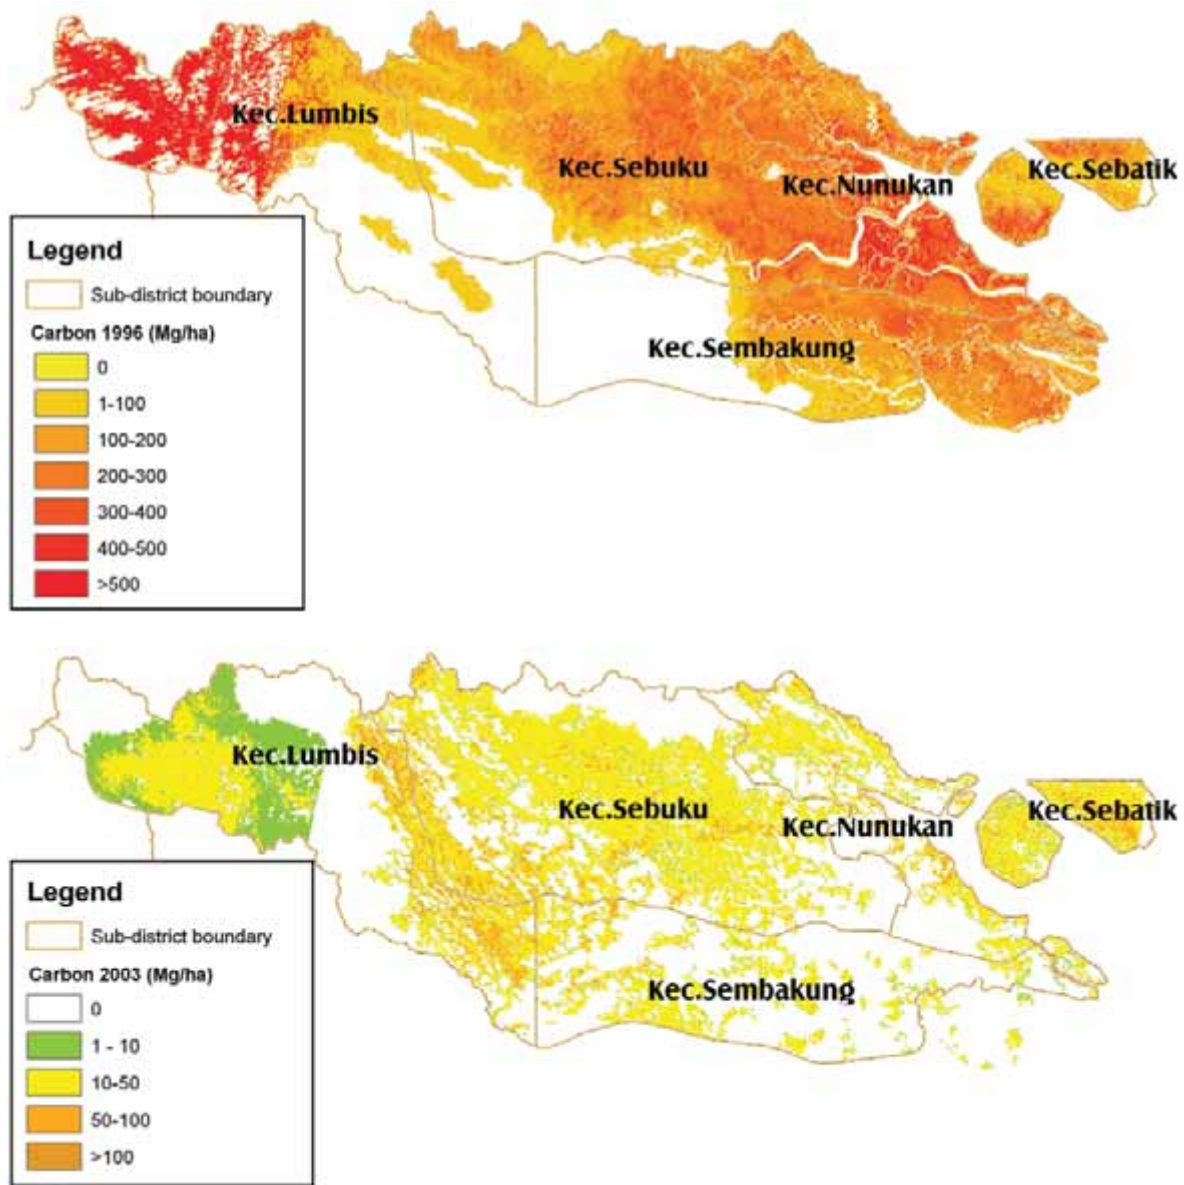 Kec.Lumbis
Kec.Sebuku
Kec.Nunukan
Kec.Sebatik
Kec.Sembakung
Legend
Sub-district boundary
Carbon 1996 (Mg/ha)
0
1-100
100-200
200-300
300-400
400-500
>500
Kec.Lumbis
Kec.Sebuku
Kec.Nunukan
Kec.Sebatik
Kec.Sembakung
Legend
Sub-district boundary
Carbon 2003 (Mg/ha)
0
1 - 10
10-50
50-100
>100